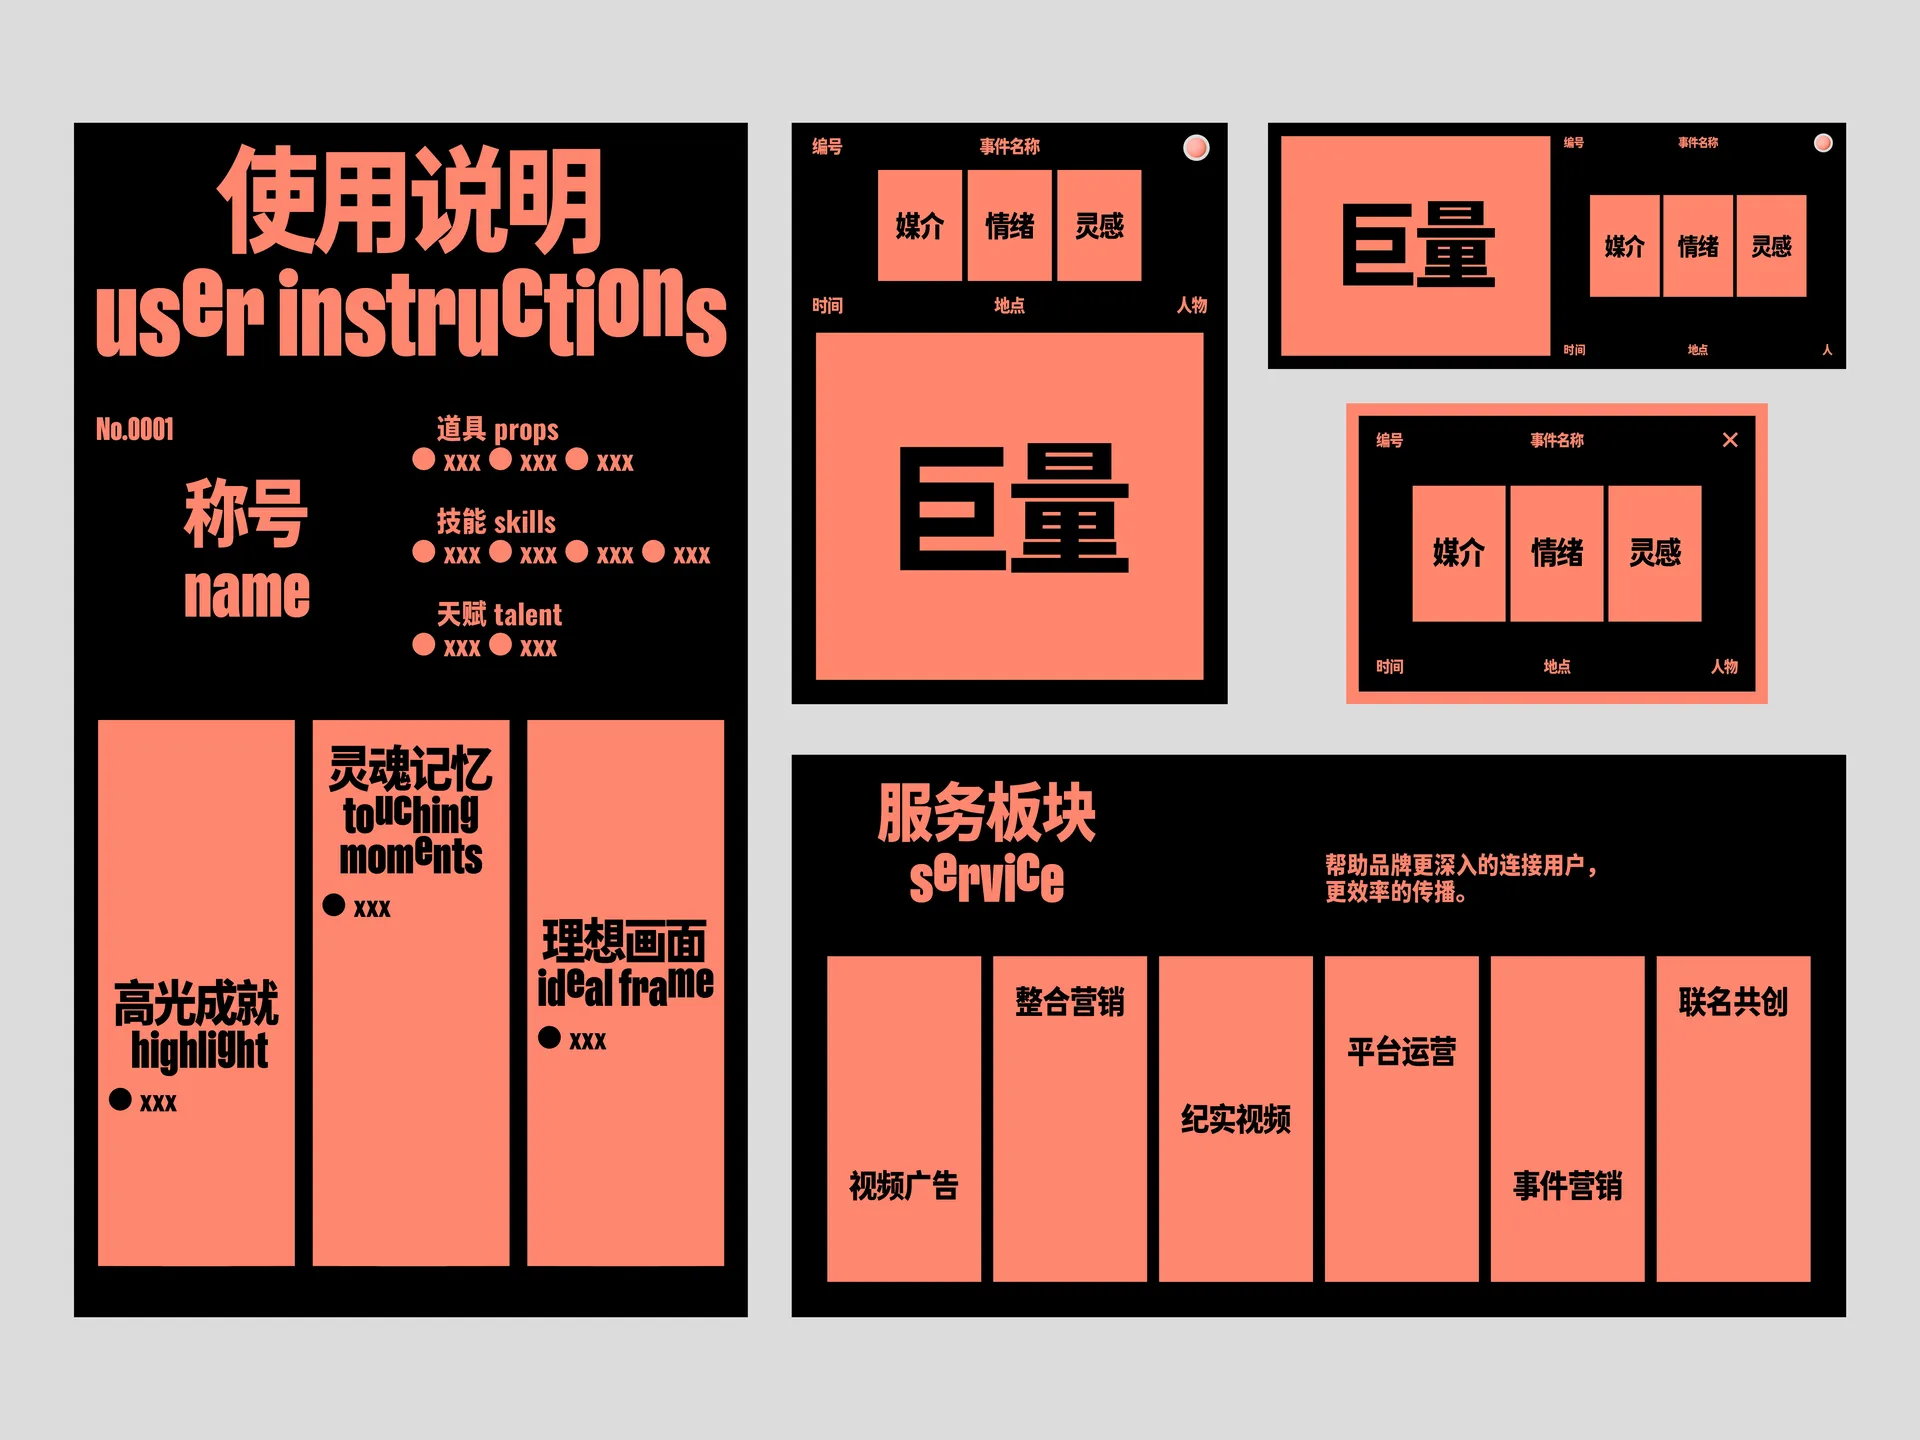 使用说明
user instructions
No.0001
称号
name
道具 props
xxx xxx xxx
技能 skills
xxx xxx xxx xxx
天赋 talent
xxx xxx
高光成就
highlight
xxx
灵魂记忆
touching
moments
xxx
理想画面
ideal frame
xxx
编号 事件名称
媒介 情绪 灵感
时间 地点 人物
巨量
巨量
编号 事件名称
媒介 情绪 灵感
时间 地点 人
编号 事件名称
媒介 情绪 灵感
时间 地点 人物
服务板块
service
帮助品牌更深入的连接用户，
更效率的传播。
视频广告
整合营销
纪实视频
平台运营
事件营销
联名共创